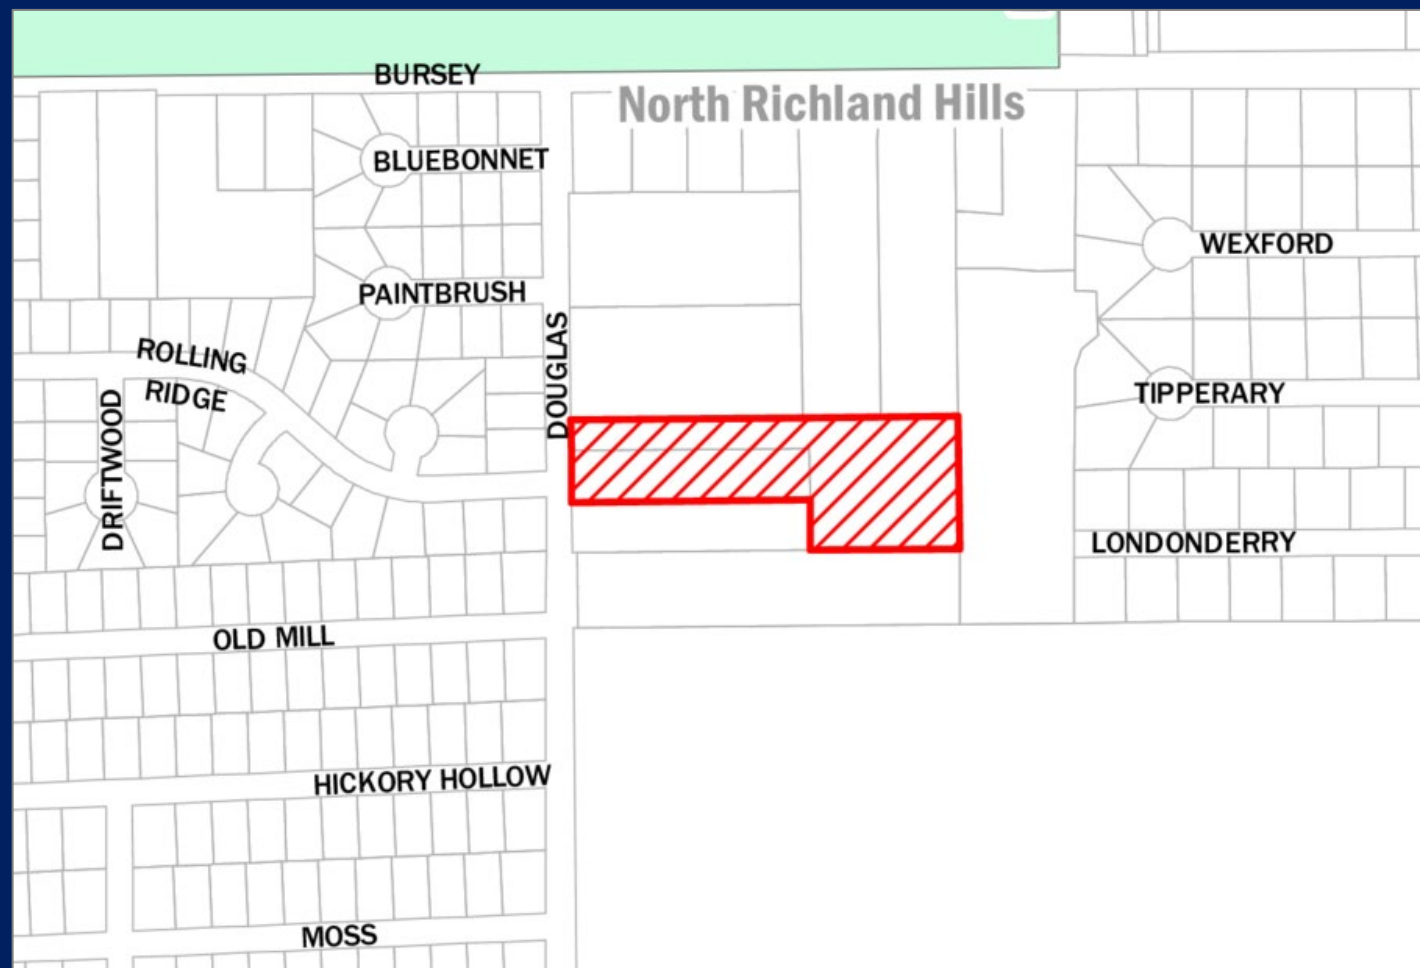 BURSEY
North Richland Hills
BLUEBONNET
WEXFORD
PAINTBRUSH
DOUGLAS
ROLLING
RIDGE
DRIFTWOOD
TIPPERARY
LONDONDERRY
OLD MILL
HICKORY HOLLOW
MOSS